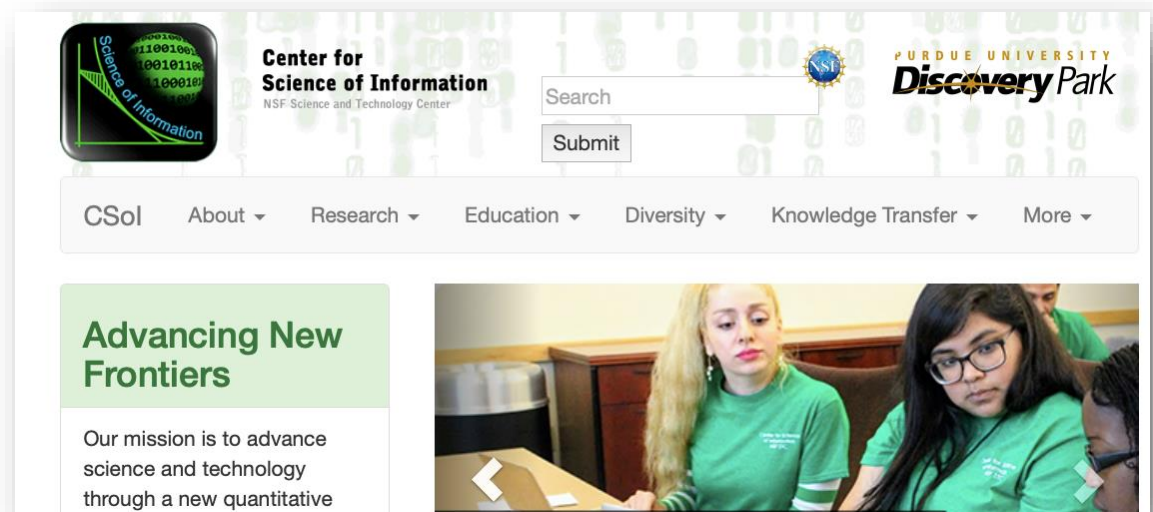 Science of Information
Center for
Science of Information
NSF Science and Technology Center
Search
Submit
NSF
PURDUE UNIVERSITY
Discovery Park
CSoI
About
Research
Education
Diversity
Knowledge Transfer
More
Advancing New
Frontiers
Our mission is to advance
science and technology
through a new quantitative